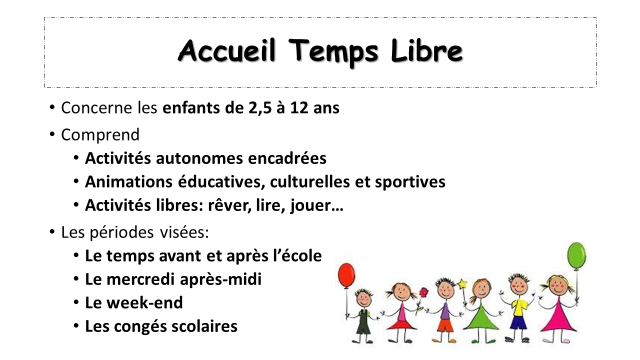 Accueil Temps Libre
• Concerne les enfants de 2,5 à 12 ans
• Comprend
• Activités autonomes encadrées
• Animations éducatives, culturelles et sportives
• Activités libres: rêver, lire, jouer…
• Les périodes visées:
• Le temps avant et après l’école
• Le mercredi après-midi
• Le week-end
• Les congés scolaires